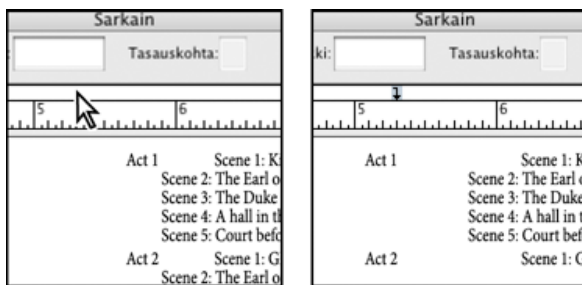 Sarkain
Tasauskohta:
5 6
Act 1 Scene 1: K
Scene 2: The Earl o
Scene 3: The Duke
Scene 4: A hall in th
Scene 5: Court befo
Act 2 Scene 1: G
Scene 2: The Earl o
Sarkain
ki: Tasauskohta:
5 6
Act 1 Scene 1: K
Scene 2: The Earl
Scene 3: The Duke
Scene 4: A hall in t
Scene 5: Court bef
Act 2 Scene 1: G